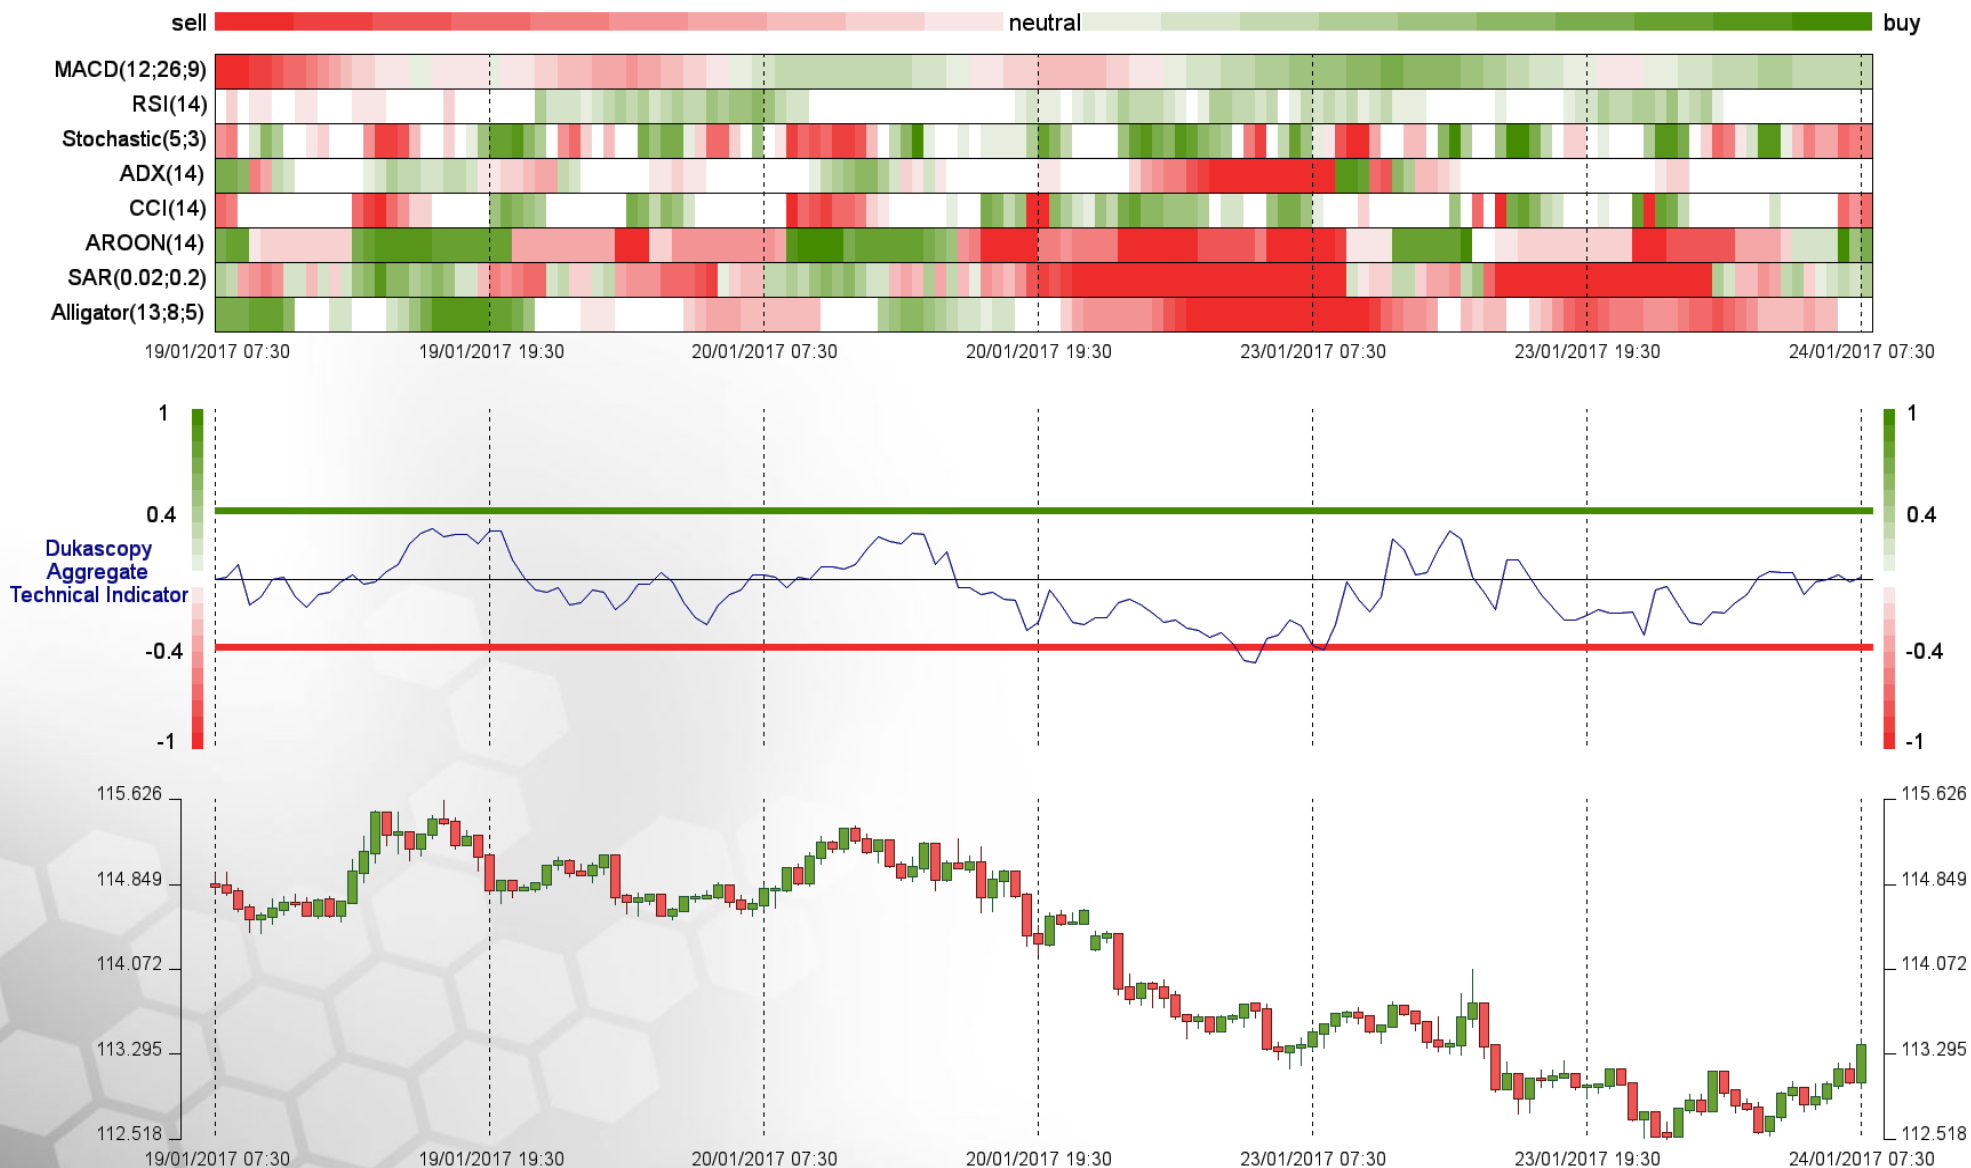 sell neutral buy
MACD(12;26;9)
RSI(14)
Stochastic(5;3)
ADX(14)
CCI(14)
AROON(14)
SAR(0.02;0.2)
Alligator(13;8;5)
19/01/2017 07:30 19/01/2017 19:30 20/01/2017 07:30 20/01/2017 19:30 23/01/2017 07:30 23/01/2017 19:30 24/01/2017 07:30
1 1
0.4 0.4
Dukascopy
Aggregate
Technical Indicator
-0.4 -0.4
-1 -1
115.626 115.626
114.849 114.849
114.072 114.072
113.295 113.295
112.518 112.518
19/01/2017 07:30 19/01/2017 19:30 20/01/2017 07:30 20/01/2017 19:30 23/01/2017 07:30 23/01/2017 19:30 24/01/2017 07:30